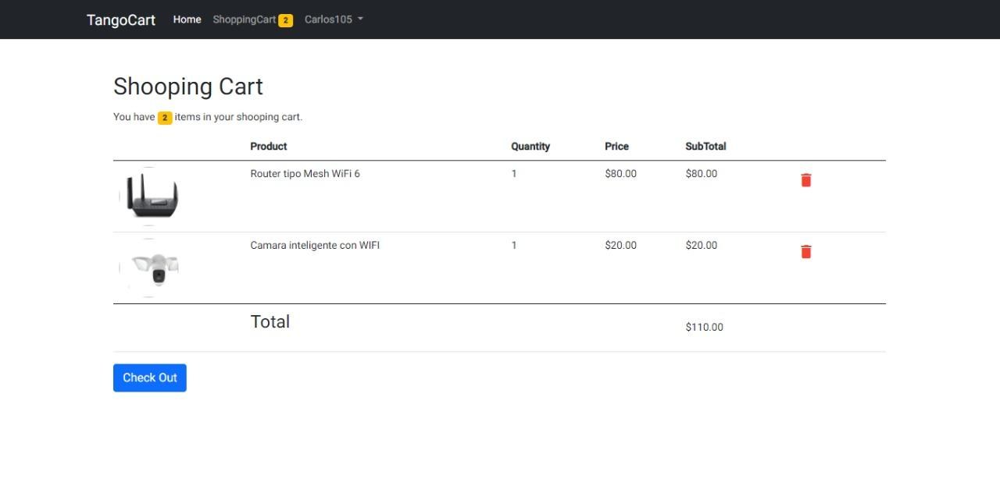 TangoCart Home ShoppingCart 2 Carlos105
Shooping Cart
You have 2 items in your shooping cart.
Product Quantity Price SubTotal
Router tipo Mesh WiFi 6 1 $80.00 $80.00
Camara inteligente con WIFI 1 $20.00 $20.00
Total $110.00
Check Out